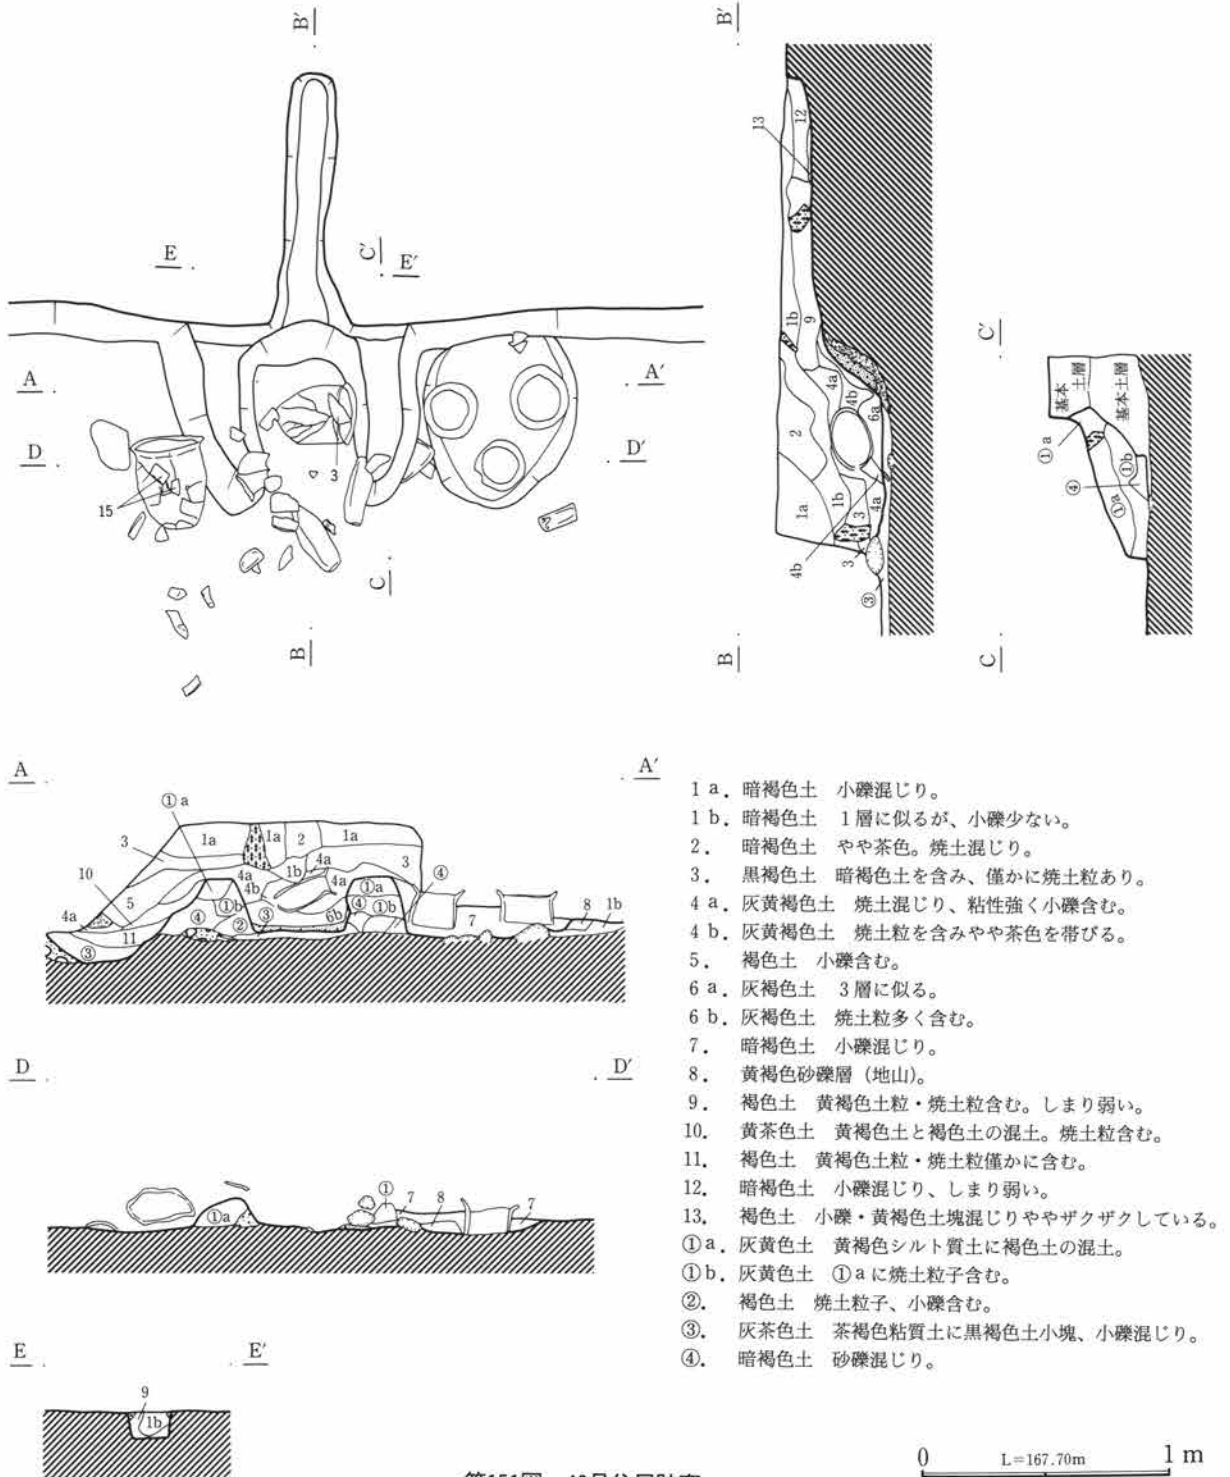 B′
E
C′
E′
A
A′
D
D′
3
15
C
B
B′
13
12
1b
9
4a
4b
6a
2
1a
1b
3
4a
4b
3
③
B
C′
基本土層
基本土層
①a
①b
④
①a
C
A
A′
①a
3
1a
1a
2
1a
10
5
4a
4b
1b
4a
4a
3
①a
④
4a
11
③
④
①b
②
③
6b
④
①b
7
8
1b
D
D′
①a
①
7
8
7
E
E′
9
1b
1 a．暗褐色土　小礫混じり。
1 b．暗褐色土　１層に似るが、小礫少ない。
2．　暗褐色土　やや茶色。焼土混じり。
3．　黒褐色土　暗褐色土を含み、僅かに焼土粒あり。
4 a．灰黄褐色土　焼土混じり、粘性強く小礫含む。
4 b．灰黄褐色土　焼土粒を含みやや茶色を帯びる。
5．　褐色土　小礫含む。
6 a．灰褐色土　３層に似る。
6 b．灰褐色土　焼土粒多く含む。
7．　暗褐色土　小礫混じり。
8．　黄褐色砂礫層（地山）。
9．　褐色土　黄褐色土粒・焼土粒含む。しまり弱い。
10．　黄茶色土　黄褐色土と褐色土の混土。焼土粒含む。
11．　褐色土　黄褐色土粒・焼土粒僅かに含む。
12．　暗褐色土　小礫混じり、しまり弱い。
13．　褐色土　小礫・黄褐色土塊混じりややザクザクしている。
①a．灰黄色土　黄褐色シルト質土に褐色土の混土。
①b．灰黄色土　①aに焼土粒子含む。
②．　褐色土　焼土粒子、小礫含む。
③．　灰茶色土　茶褐色粘質土に黒褐色土小塊、小礫混じり。
④．　暗褐色土　砂礫混じり。
0　L=167.70m　1 m